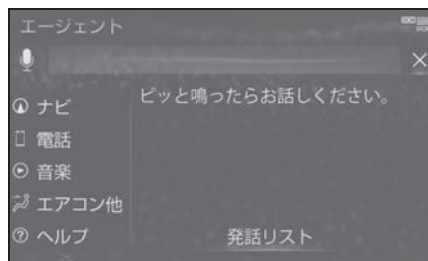 エージェント
ピッと鳴ったらお話しください。
ナビ
電話
音楽
エアコン他
ヘルプ
発話リスト